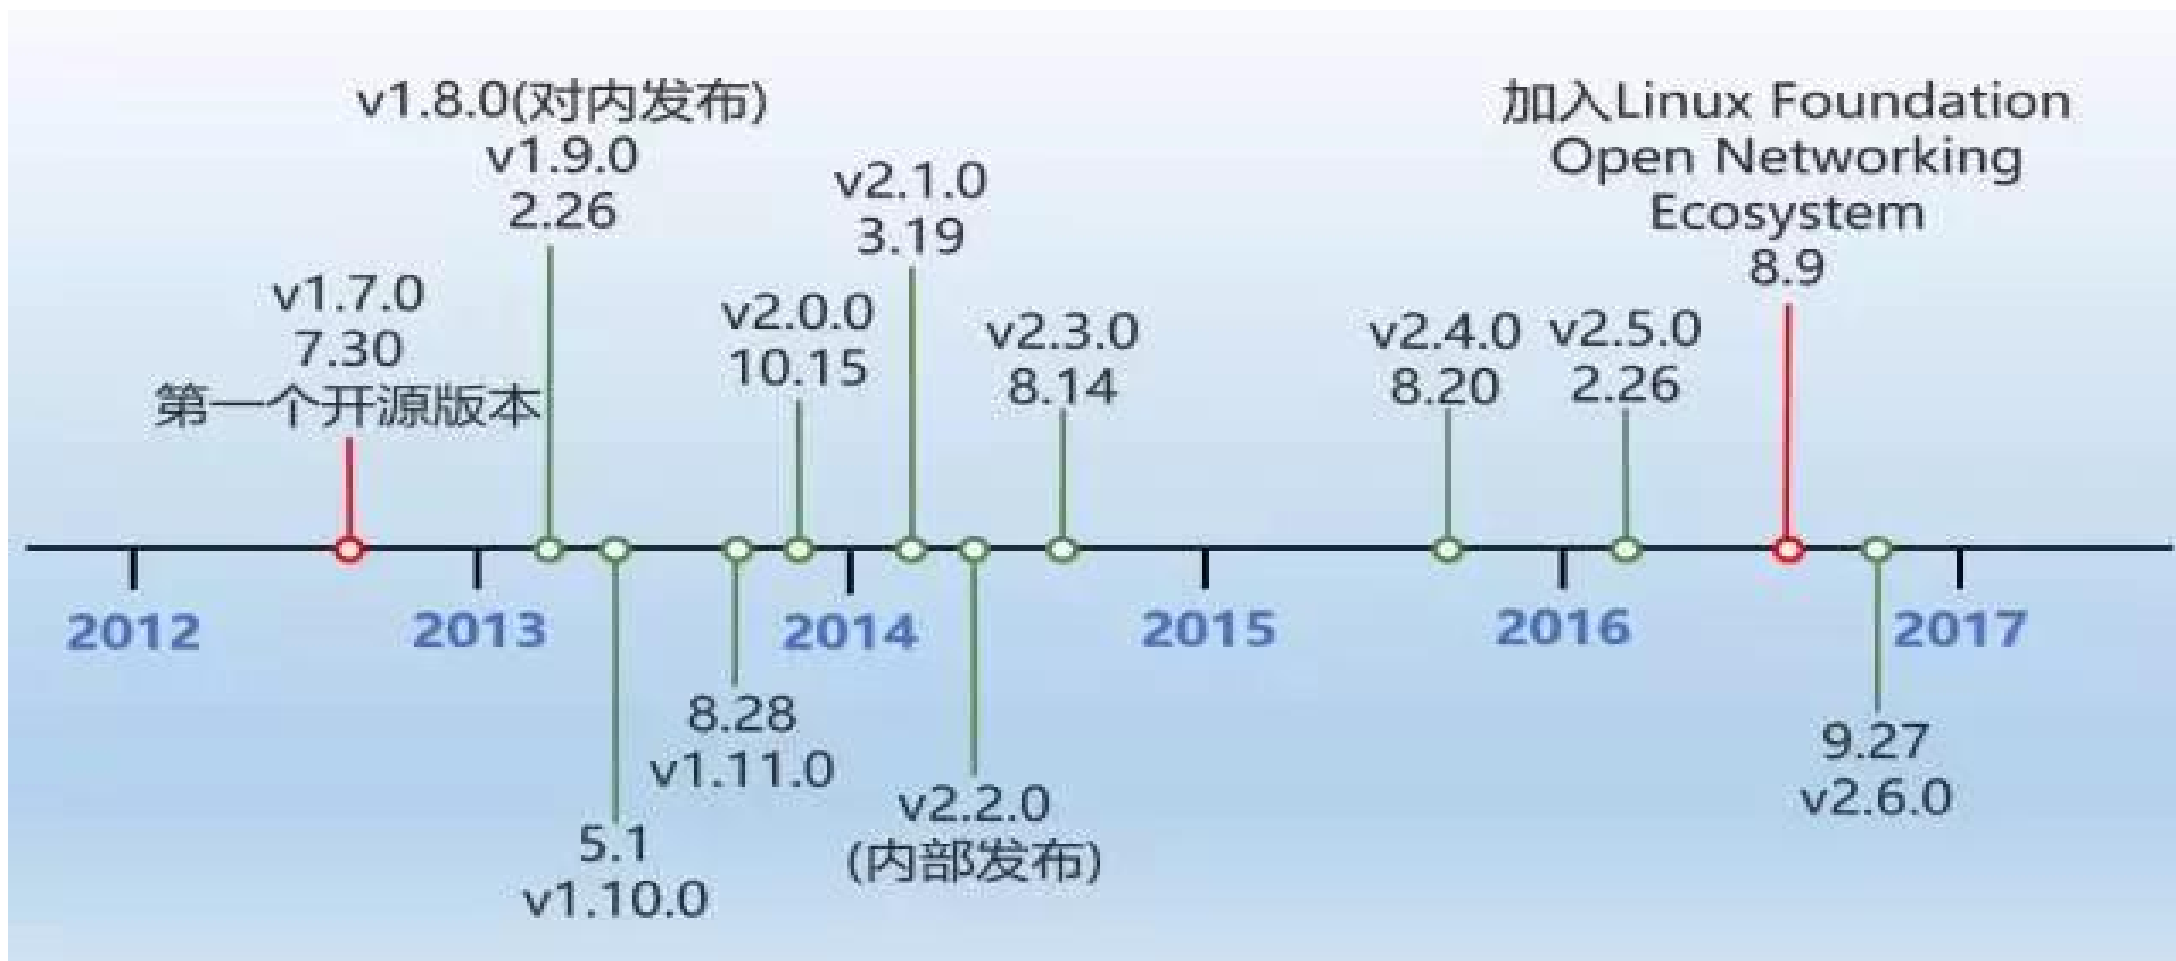 v1.8.0(对内发布)
v1.9.0
2.26
加入Linux Foundation
Open Networking
Ecosystem
8.9
v2.1.0
3.19
v1.7.0
7.30
第一个开源版本
v2.0.0
10.15
v2.3.0
8.14
v2.4.0
8.20
v2.5.0
2.26
2012
2013
2014
2015
2016
2017
8.28
v1.11.0
5.1
v1.10.0
v2.2.0
(内部发布)
9.27
v2.6.0